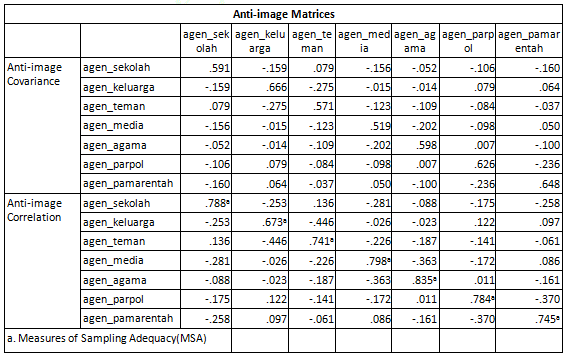 Anti-image Matrices
agen_sekolah agen_keluarga agen_teman agen_media agen_agama agen_parpol agen_pamarentah
Anti-image Covariance agen_sekolah .591 -.159 .079 -.156 -.052 -.106 -.160
agen_keluarga -.159 .666 -.275 -.015 -.014 .079 .064
agen_teman .079 -.275 .571 -.123 -.109 -.084 -.037
agen_media -.156 -.015 -.123 .519 -.202 -.098 .050
agen_agama -.052 -.014 -.109 -.202 .598 .007 -.100
agen_parpol -.106 .079 -.084 -.098 .007 .626 -.236
agen_pamarentah -.160 .064 -.037 .050 -.100 -.236 .648
Anti-image Correlation agen_sekolah .788a -.253 .136 -.281 -.088 -.175 -.258
agen_keluarga -.253 .673a -.446 -.026 -.023 .122 .097
agen_teman .136 -.446 .741a -.226 -.187 -.141 -.061
agen_media -.281 -.026 -.226 .798a -.363 -.172 .086
agen_agama -.088 -.023 -.187 -.363 .835a .011 -.161
agen_parpol -.175 .122 -.141 -.172 .011 .784a -.370
agen_pamarentah -.258 .097 -.061 .086 -.161 -.370 .745a
a. Measures of Sampling Adequacy(MSA)